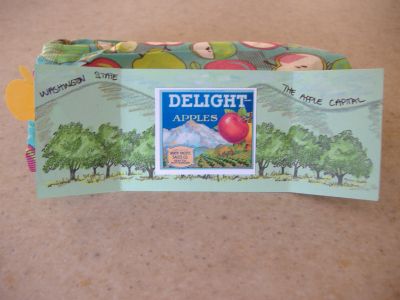 WASHINGTON STATE
THE APPLE CAPITAL
DELIGHT
APPLES